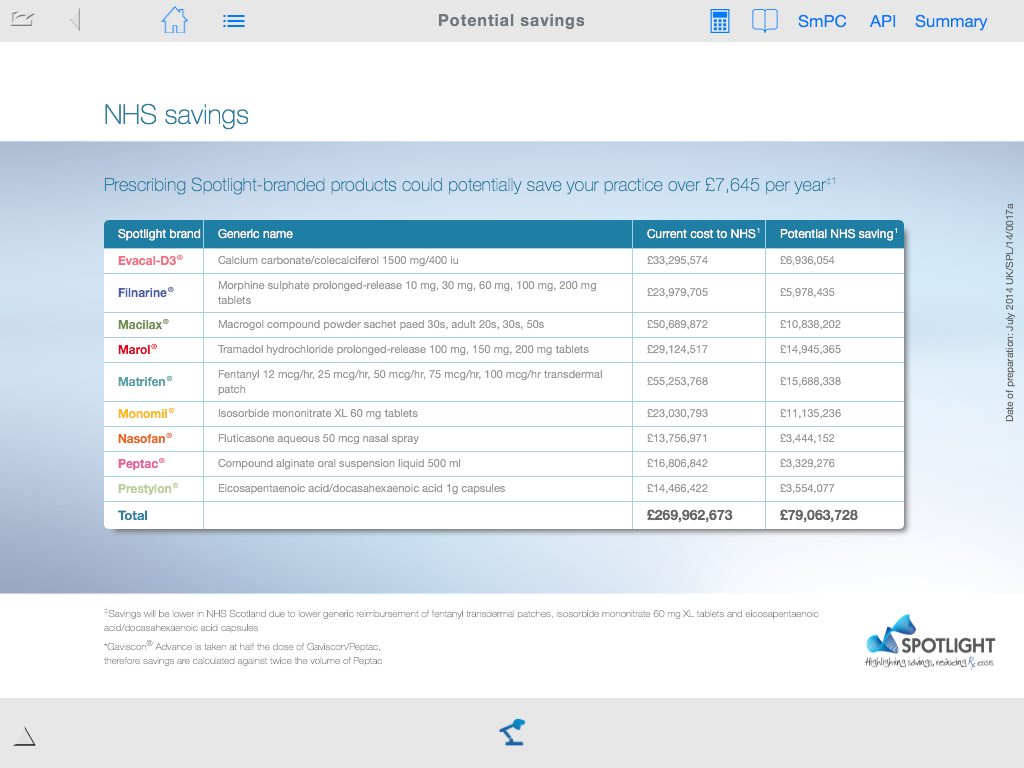 Potential savings
SmPC
API
Summary
NHS savings
Prescribing Spotlight-branded products could potentially save your practice over £7,645 per year‡1
Spotlight brand Generic name Current cost to NHS1 Potential NHS saving1
Evacal-D3® Calcium carbonate/colecalciferol 1500 mg/400 iu £33,295,574 £6,936,054
Filnarine® Morphine sulphate prolonged-release 10 mg, 30 mg, 60 mg, 100 mg, 200 mg
tablets £23,979,705 £5,978,435
Macilax® Macrogol compound powder sachet paed 30s, adult 20s, 30s, 50s £50,689,872 £10,838,202
Marol® Tramadol hydrochloride prolonged-release 100 mg, 150 mg, 200 mg tablets £29,124,517 £14,945,365
Matrifen® Fentanyl 12 mcg/hr, 25 mcg/hr, 50 mcg/hr, 75 mcg/hr, 100 mcg/hr transdermal
patch £55,253,768 £15,688,338
Monomil® Isosorbide mononitrate XL 60 mg tablets £23,030,793 £11,135,236
Nasofan® Fluticasone aqueous 50 mcg nasal spray £13,756,971 £3,444,152
Peptac® Compound alginate oral suspension liquid 500 ml £16,806,842 £3,329,276
Prestylon® Eicosapentaenoic acid/docasahexaenoic acid 1g capsules £14,466,422 £3,554,077
Total £269,962,673 £79,063,728
Date of preparation: July 2014 UK/SPL/14/0017a
‡Savings will be lower in NHS Scotland due to lower generic reimbursement of fentanyl transdermal patches, isosorbide mononitrate 60 mg XL tablets and eicosapentaenoic
acid/docasahexaenoic acid capsules
*Gaviscon® Advance is taken at half the dose of Gaviscon/Peptac,
therefore savings are calculated against twice the volume of Peptac
SPOTLIGHT
Highlighting savings, reducing Rx costs